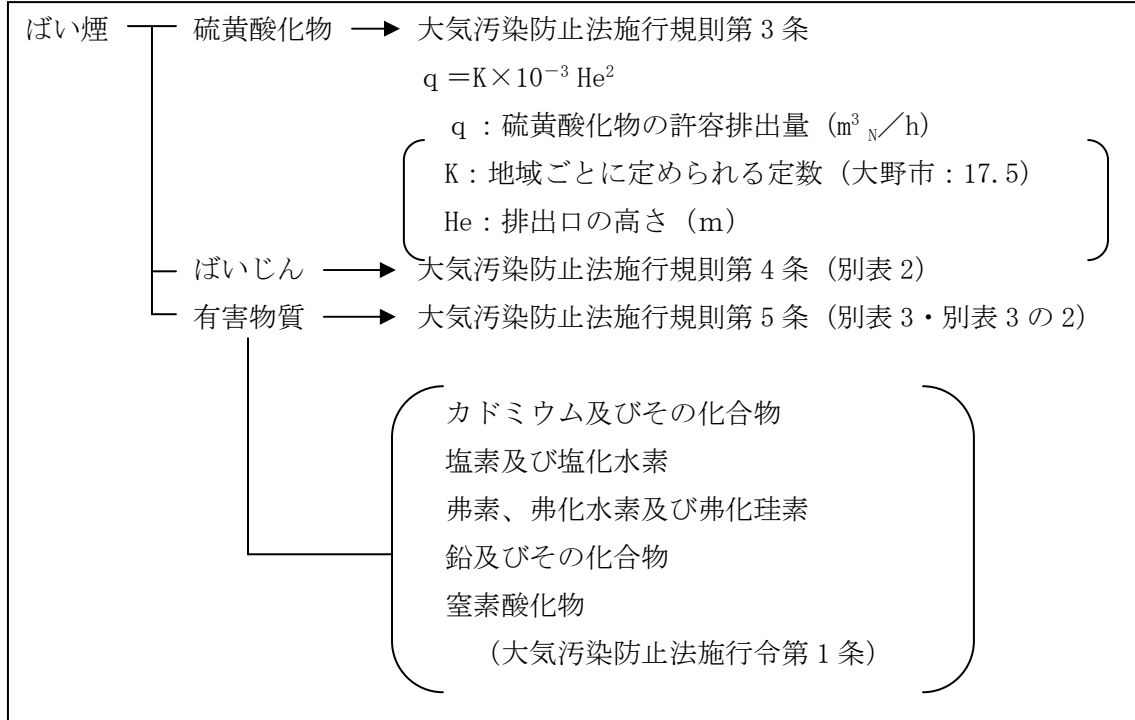 ばい煙 硫黄酸化物 大気汚染防止法施行規則第3条
q=K×10⁻³ He²
q：硫黄酸化物の許容排出量（m³N／h）
K：地域ごとに定められる定数（大野市：17.5）
He：排出口の高さ（m）
ばいじん 大気汚染防止法施行規則第4条（別表2）
有害物質 大気汚染防止法施行規則第5条（別表3・別表3の2）
カドミウム及びその化合物
塩素及び塩化水素
弗素、弗化水素及び弗化珪素
鉛及びその化合物
窒素酸化物
（大気汚染防止法施行令第1条）